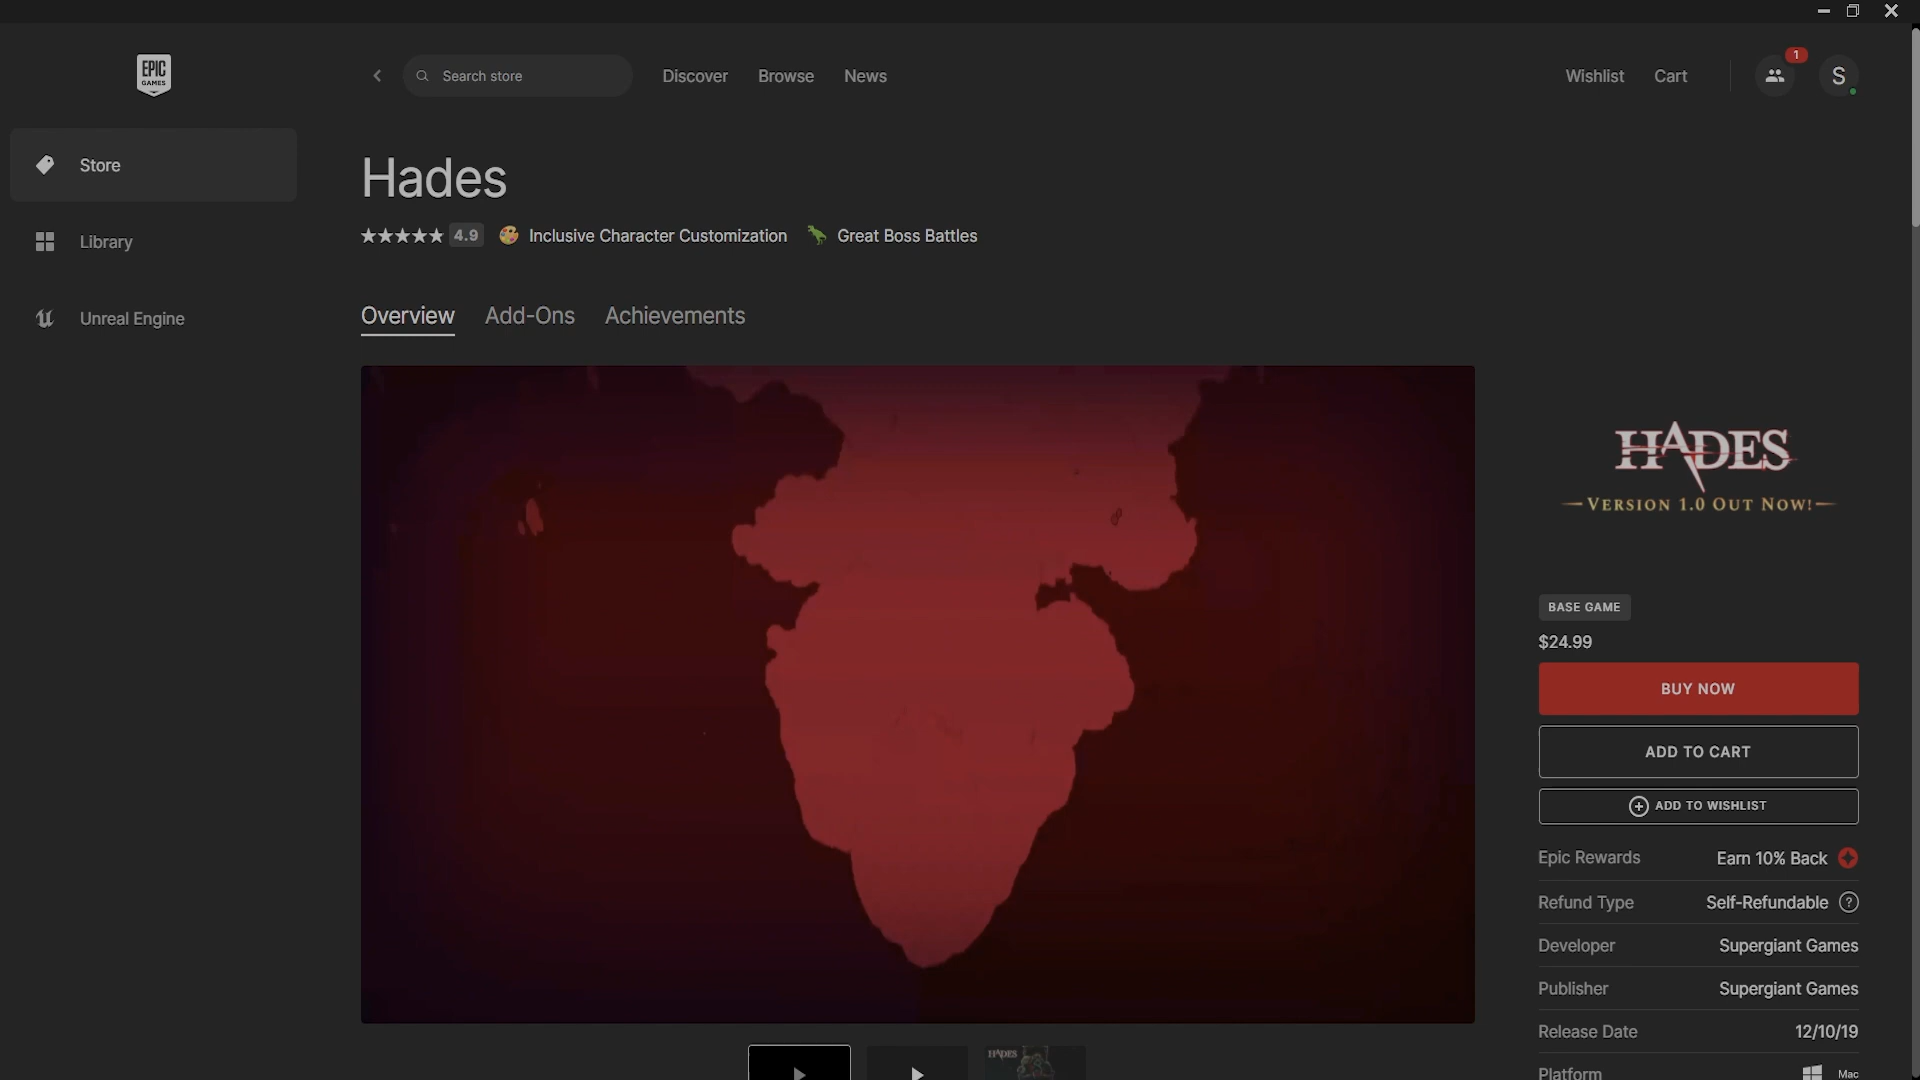 EPIC
GAMES
Search store
Discover
Browse
News
Wishlist
Cart
1
S
Store
Library
Unreal Engine
Hades
4.9
Inclusive Character Customization
Great Boss Battles
Overview
Add-Ons
Achievements
HADES
VERSION 1.0 OUT NOW!
BASE GAME
$24.99
BUY NOW
ADD TO CART
ADD TO WISHLIST
Epic Rewards
Earn 10% Back
Refund Type
Self-Refundable
Developer
Supergiant Games
Publisher
Supergiant Games
Release Date
12/10/19
Platform
Mac
HADES